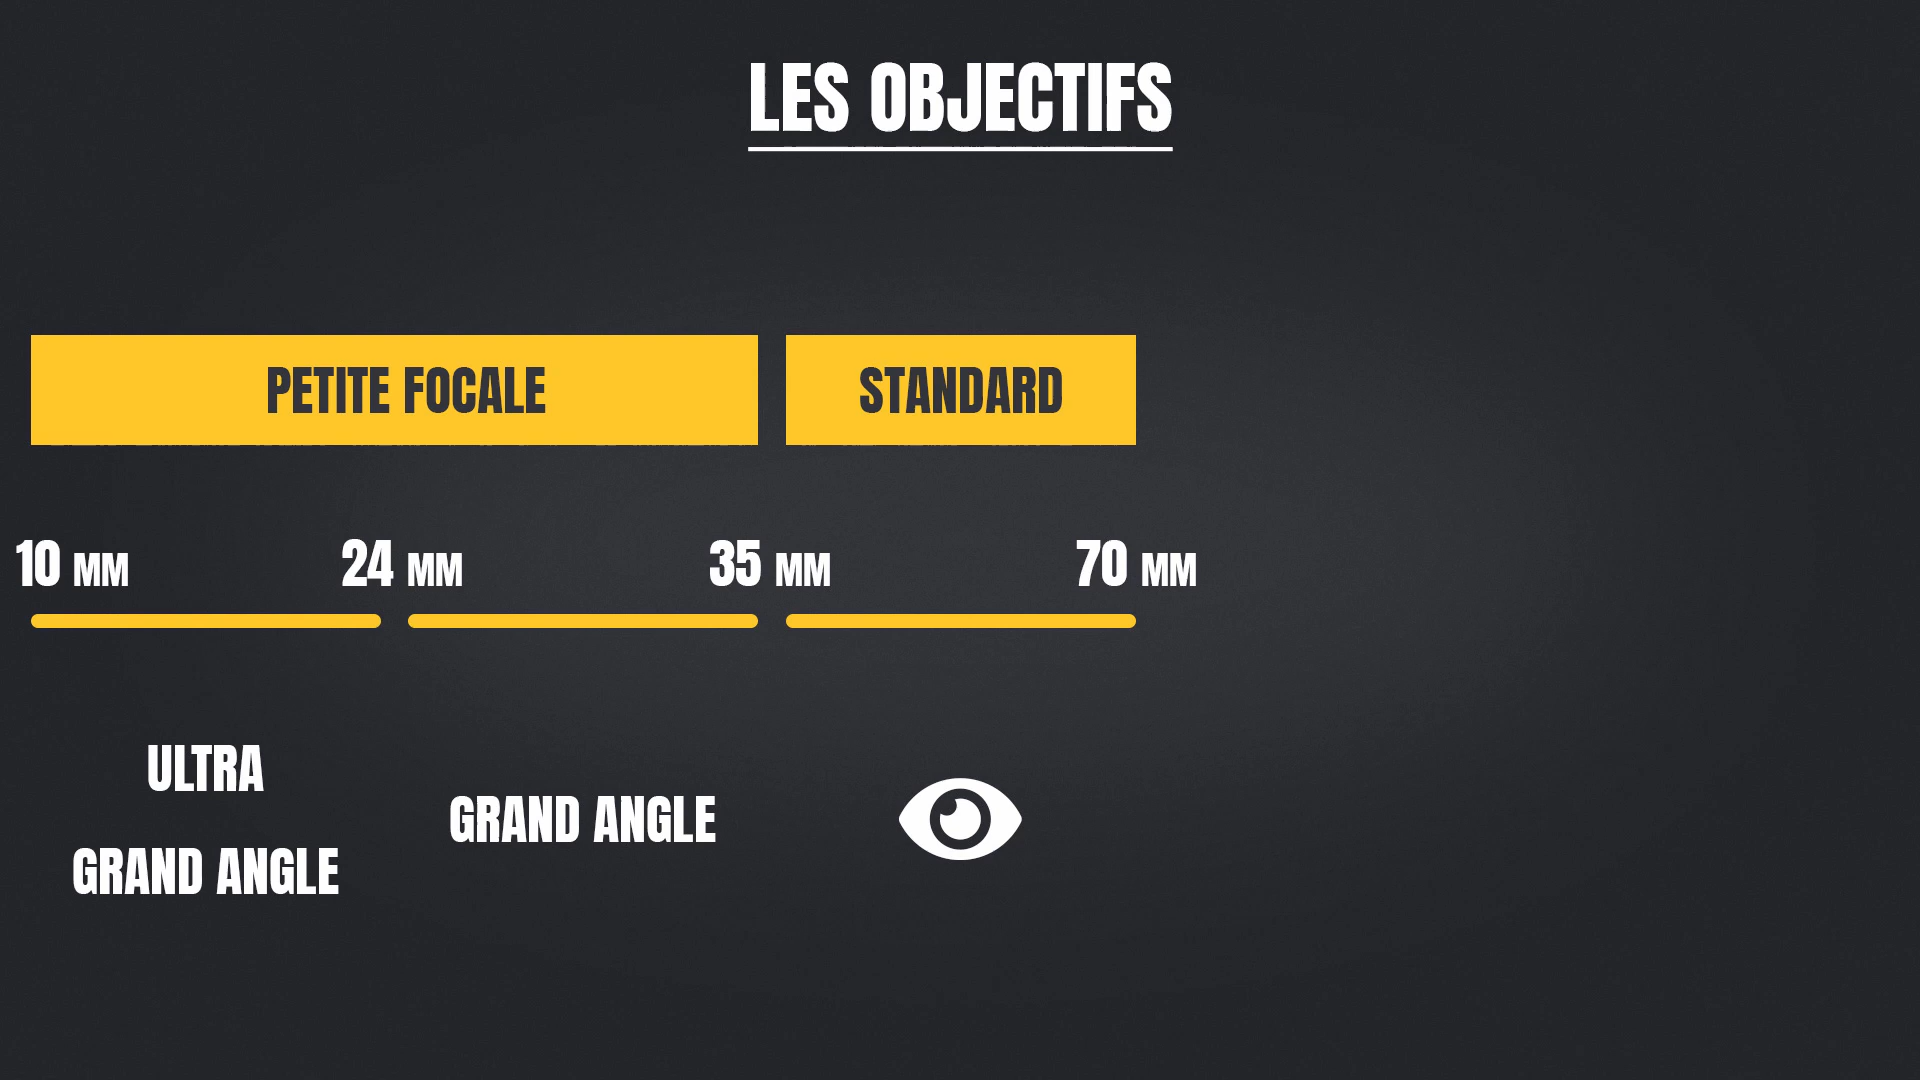 LES OBJECTIFS
PETITE FOCALE
STANDARD
10 MM
24 MM
35 MM
70 MM
ULTRA
GRAND ANGLE
GRAND ANGLE